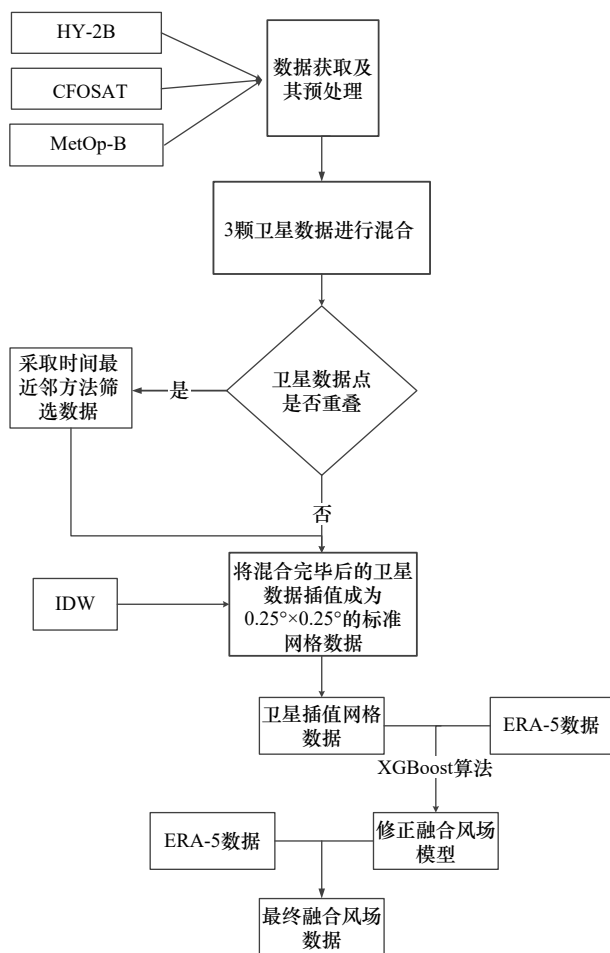 HY-2B
CFOSAT
MetOp-B
数据获取及
其预处理
3颗卫星数据进行混合
卫星数据点
是否重叠
是
采取时间最
近邻方法筛
选数据
否
将混合完毕后的卫星
数据插值成为
0.25°×0.25°的标准
网格数据
IDW
卫星插值网格
数据
ERA-5数据
XGBoost算法
修正融合风场
模型
ERA-5数据
最终融合风场
数据